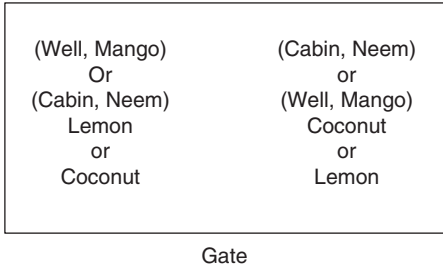 (Well, Mango)
Or
(Cabin, Neem)
Lemon
or
Coconut
(Cabin, Neem)
or
(Well, Mango)
Coconut
or
Lemon
Gate